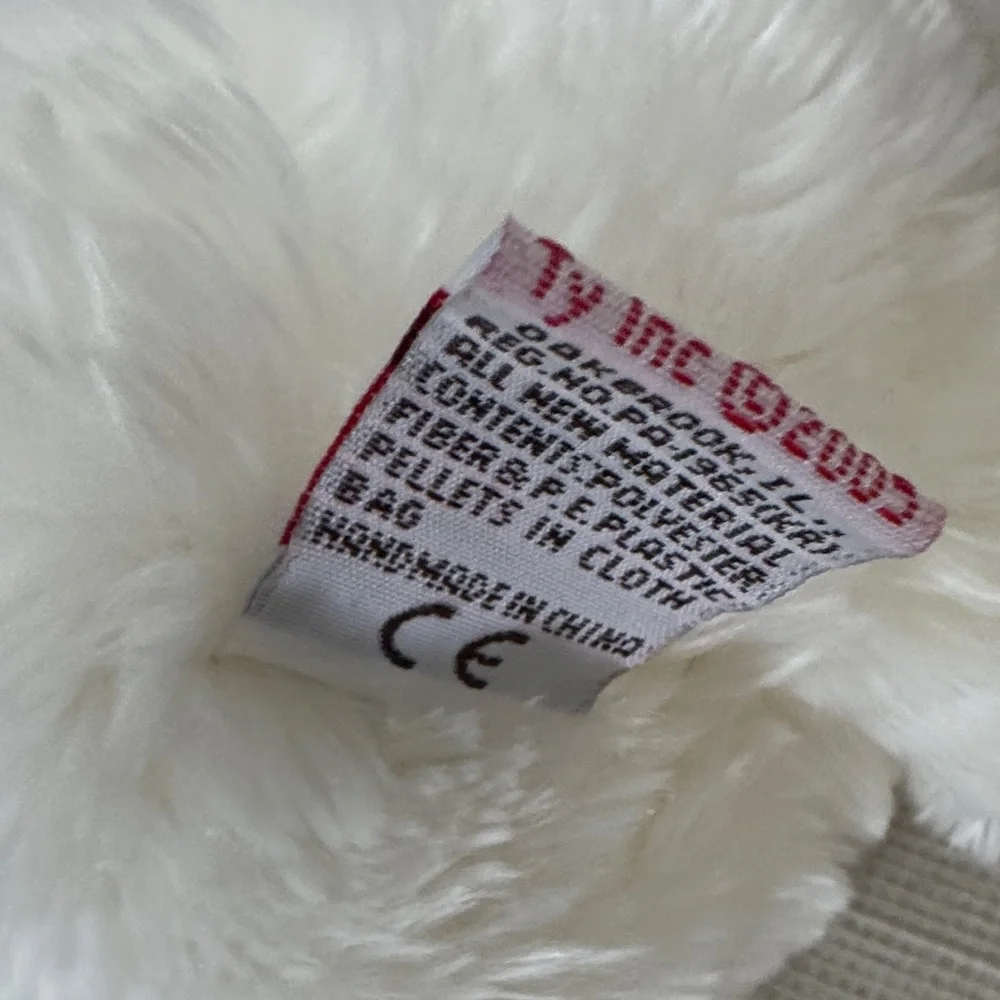 Ty Inc © 2003
OAKBROOK, IL.
REG.NO.PA-1965(KR)
ALL NEW MATERIAL
CONTENTS:POLYESTER
FIBER & P.E. PLASTIC
PELLETS IN CLOTH
BAG
HANDMADE IN CHINA
CE